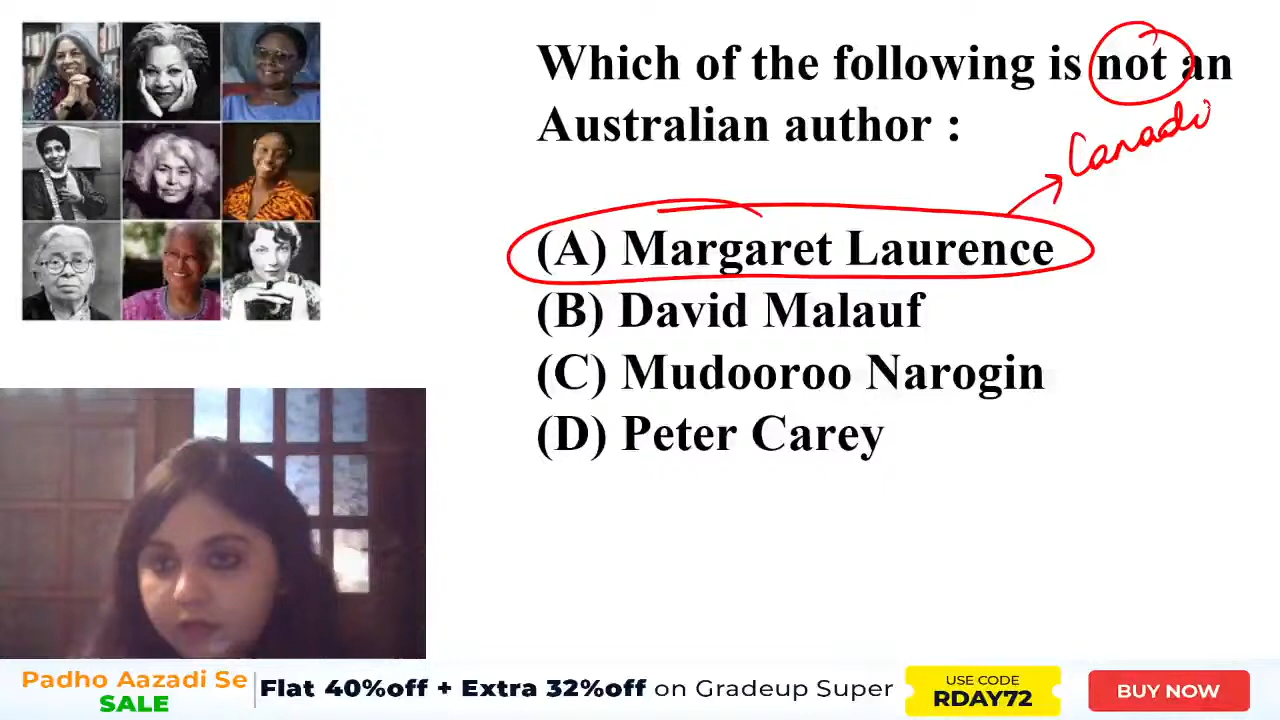 Which of the following is not an
Australian author :
Canadi
(A) Margaret Laurence
(B) David Malauf
(C) Mudooroo Narogin
(D) Peter Carey
Padho Aazadi Se
SALE
Flat 40%off + Extra 32%off on Gradeup Super
USE CODE
RDAY72
BUY NOW